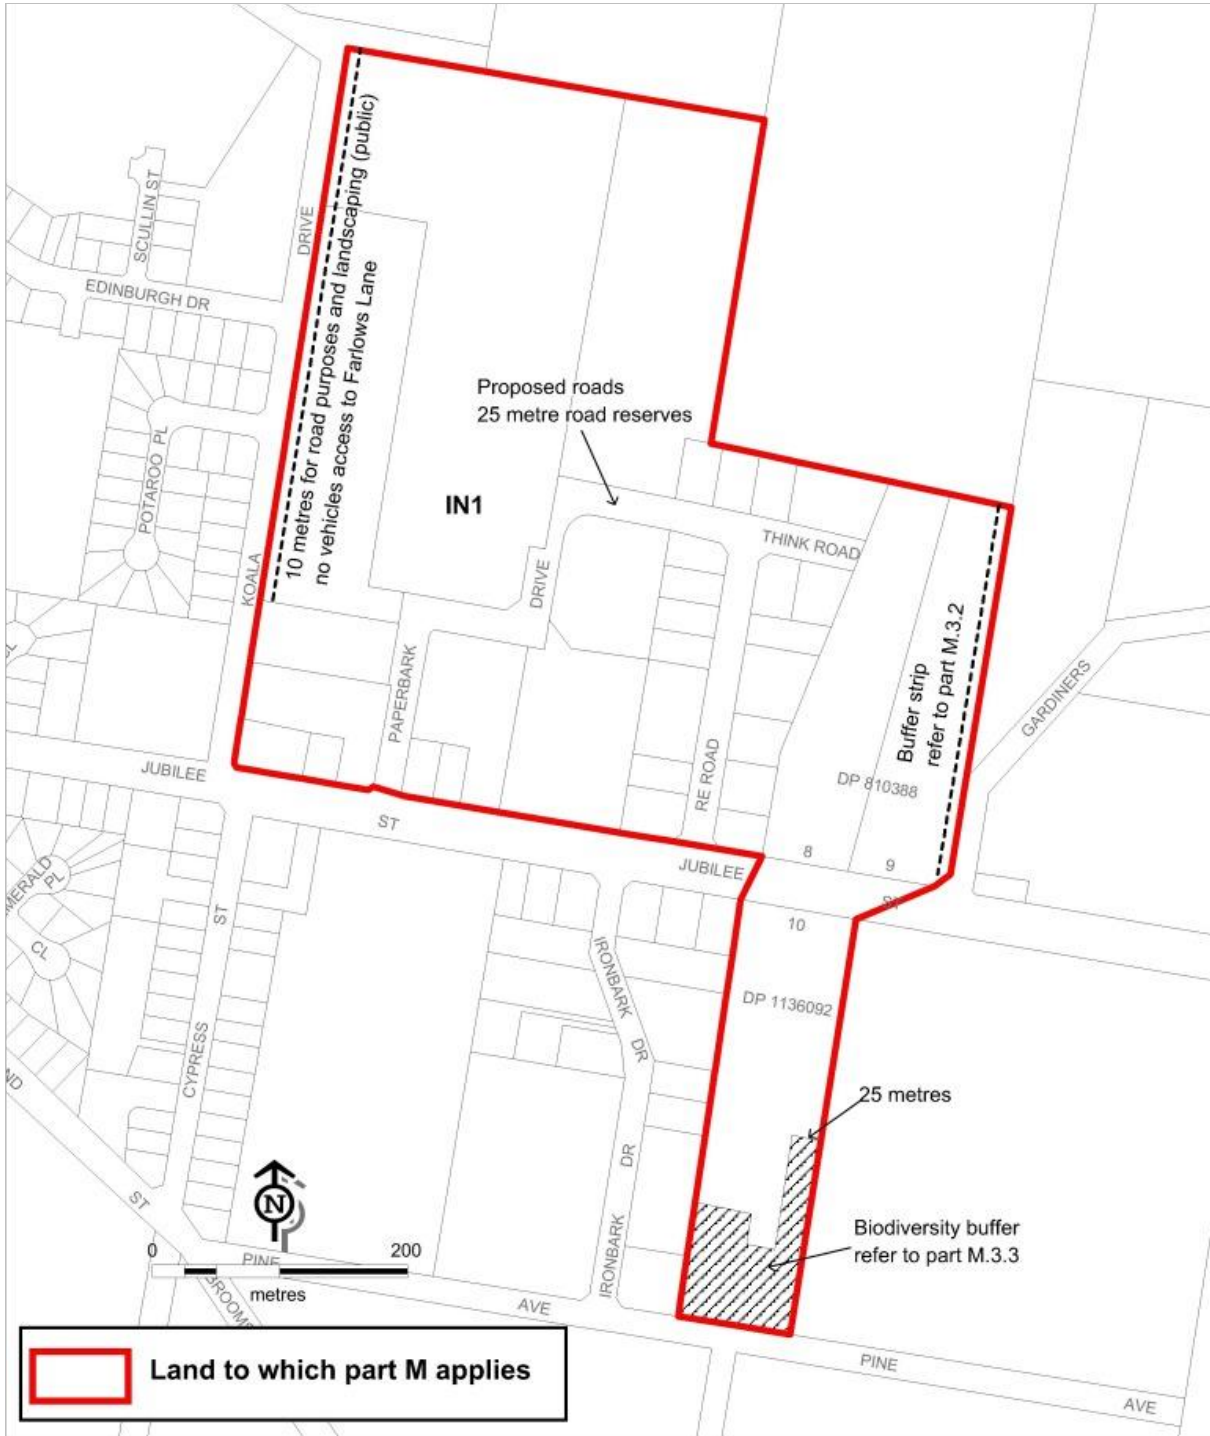 SCULLIN ST
DRIVE
EDINBURGH DR
10 metres for road purposes and landscaping (public)
no vehicles access to Farlows Lane
Proposed roads
25 metre road reserves
IN1
POTAROO PL
KOALA
THINK ROAD
DRIVE
PAPERBARK
Buffer strip
refer to part M.3.2
GARDINERS
CL
JUBILEE
ST
RE ROAD
DP 810388
8
9
JUBILEE
ST
10
MERALD
PL
CL
ST
CYPRESS
IRONBARK
DR
DP 1136092
ND
ST
25 metres
DR
IRONBARK
Biodiversity buffer
refer to part M.3.3
N
0
200
metres
PINE
AVE
BROOMS
PINE
AVE
Land to which part M applies